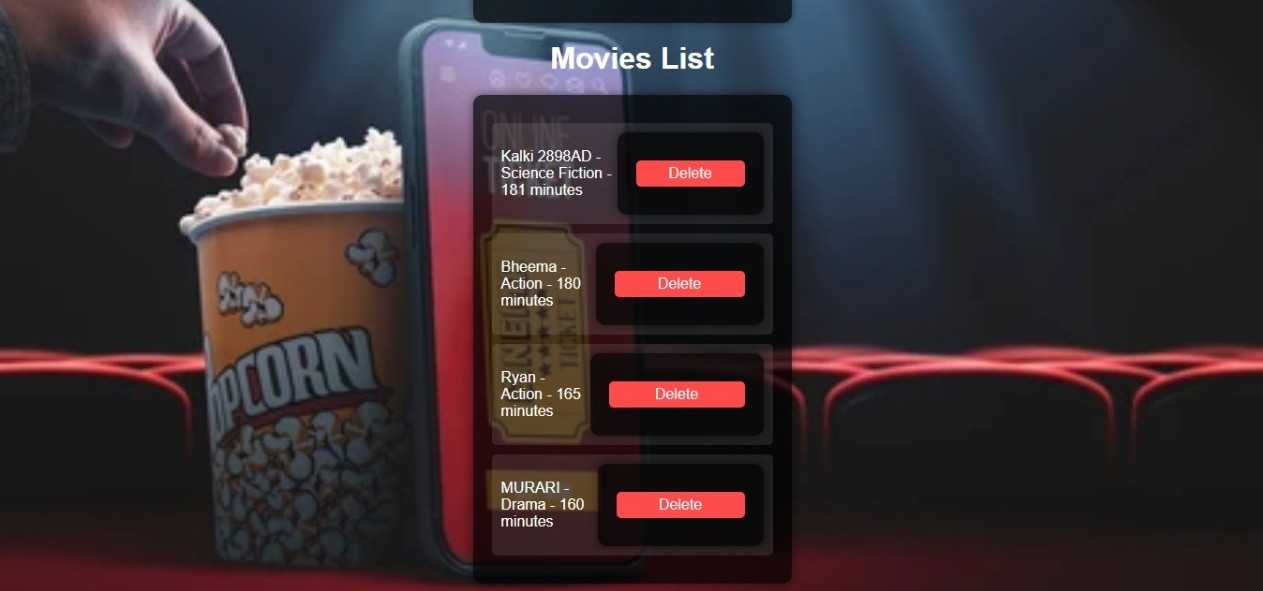 Movies List
ONLINE
Kalki 2898AD -
Science Fiction -
181 minutes
Delete
Bheema -
Action - 180
minutes
Delete
TICKET
Ryan -
Action - 165
minutes
Delete
POPCORN
MURARI -
Drama - 160
minutes
Delete